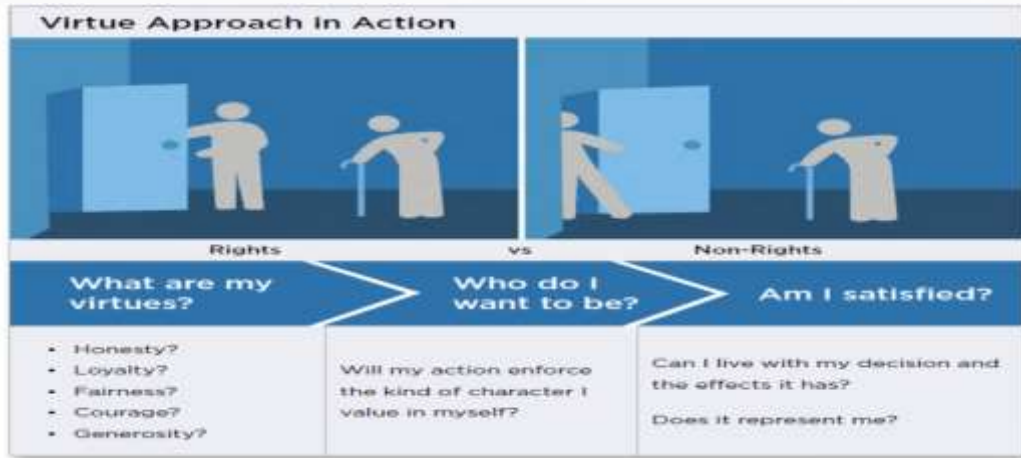 Virtue Approach in Action
Rights vs Non-Rights
What are my
virtues?
Who do I
want to be?
Am I satisfied?
• Honesty?
• Loyalty?
• Fairness?
• Courage?
• Generosity?
Will my action enforce
the kind of character I
value in myself?
Can I live with my decision and
the effects it has?
Does it represent me?